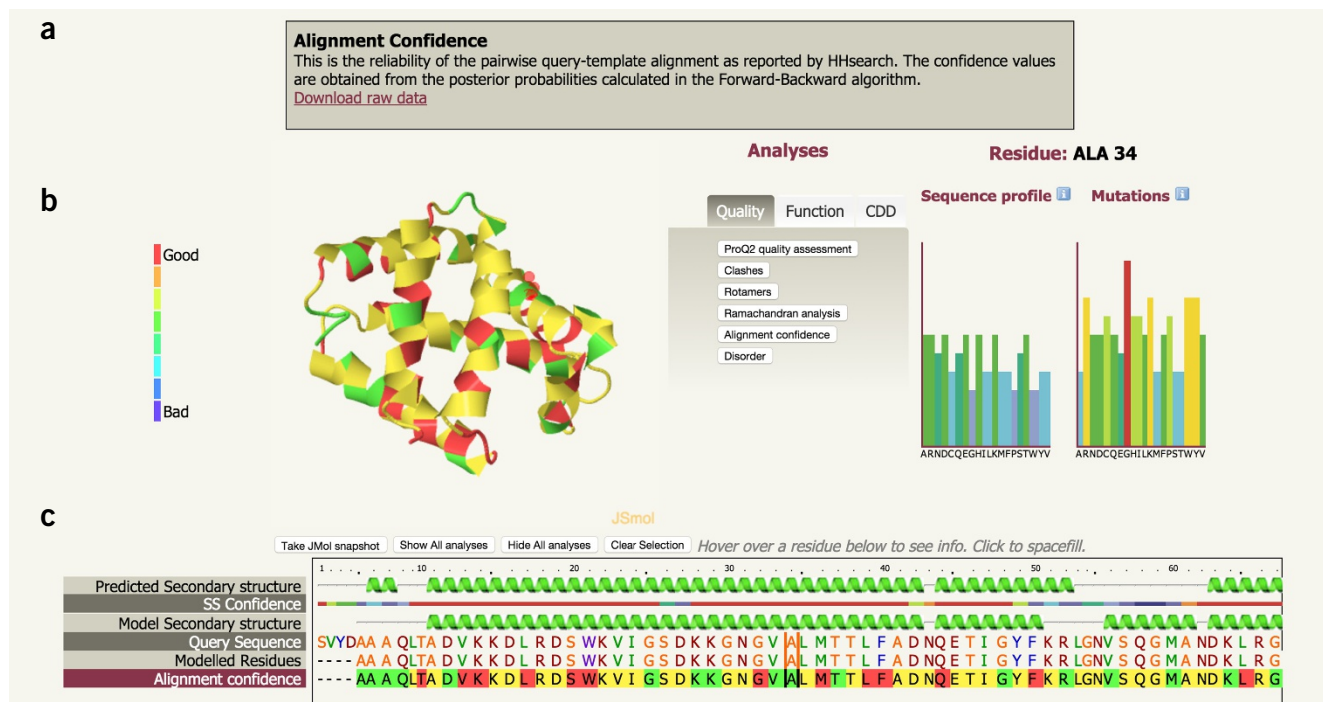 a
Alignment Confidence
This is the reliability of the pairwise query-template alignment as reported by HHsearch. The confidence values
are obtained from the posterior probabilities calculated in the Forward-Backward algorithm.
Download raw data
Analyses
Residue: ALA 34
b
Quality Function CDD
Sequence profile i Mutations i
Good
Bad
ProQ2 quality assessment
Clashes
Rotamers
Ramachandran analysis
Alignment confidence
Disorder
ARNDCQEGHILKMFPSTWYV ARNDCQEGHILKMFPSTWYV
c
JSmol
Take JMol snapshot Show All analyses Hide All analyses Clear Selection Hover over a residue below to see info. Click to spacefill.
1 . . . . . . . . 10 . . . . . . . . . 20 . . . . . . . . . 30 . . . . . . . . . 40 . . . . . . . . . 50 . . . . . . . . . 60 . . . . . .
Predicted Secondary structure
SS Confidence
Model Secondary structure
Query Sequence SVYDAAAQLTADVKKDLRDSWKVIGSDKKGNGVALMTTLFADNQETIGYFKRLGNVSQGMANDKLRG
Modelled Residues ----AAAQLTADVKKDLRDSWKVIGSDKKGNGVALMTTLFADNQETIGYFKRLGNVSQGMANDKLRG
Alignment confidence ----AAAQLTADVKKDLRDSWKVIGSDKKGNGVALMTTLFADNQETIGYFKRLGNVSQGMANDKLRG